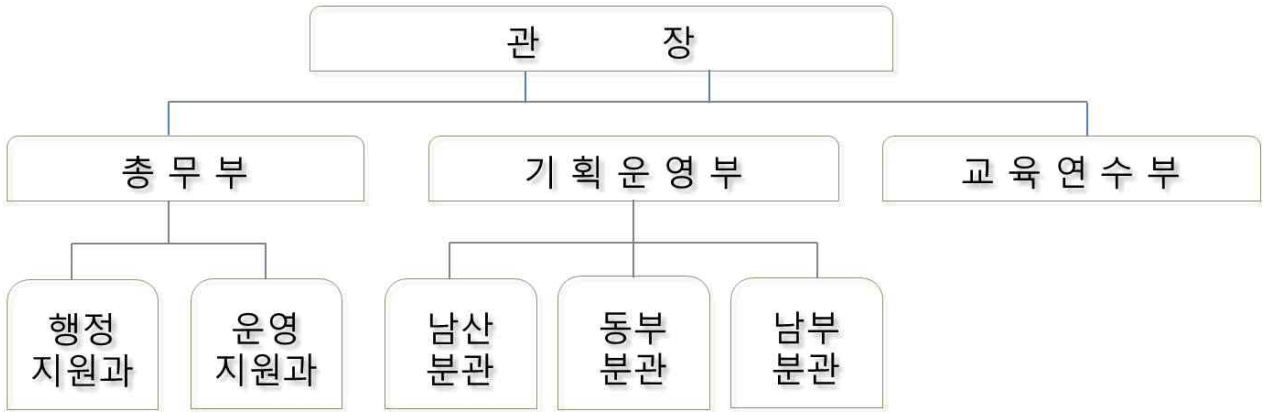 관 장
총 무 부
기 획 운 영 부
교 육 연 수 부
행정
지원과
운영
지원과
남산
분관
동부
분관
남부
분관